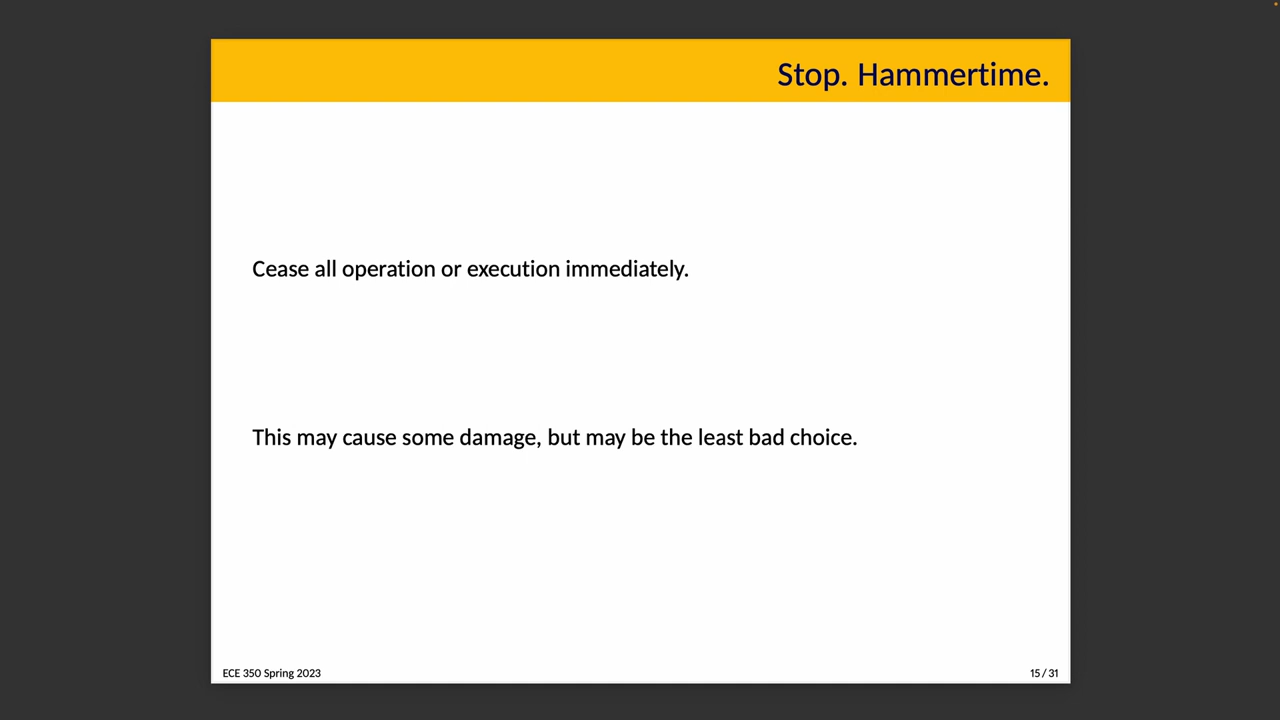 Stop. Hammertime.
Cease all operation or execution immediately.
This may cause some damage, but may be the least bad choice.
ECE 350 Spring 2023
15 / 31